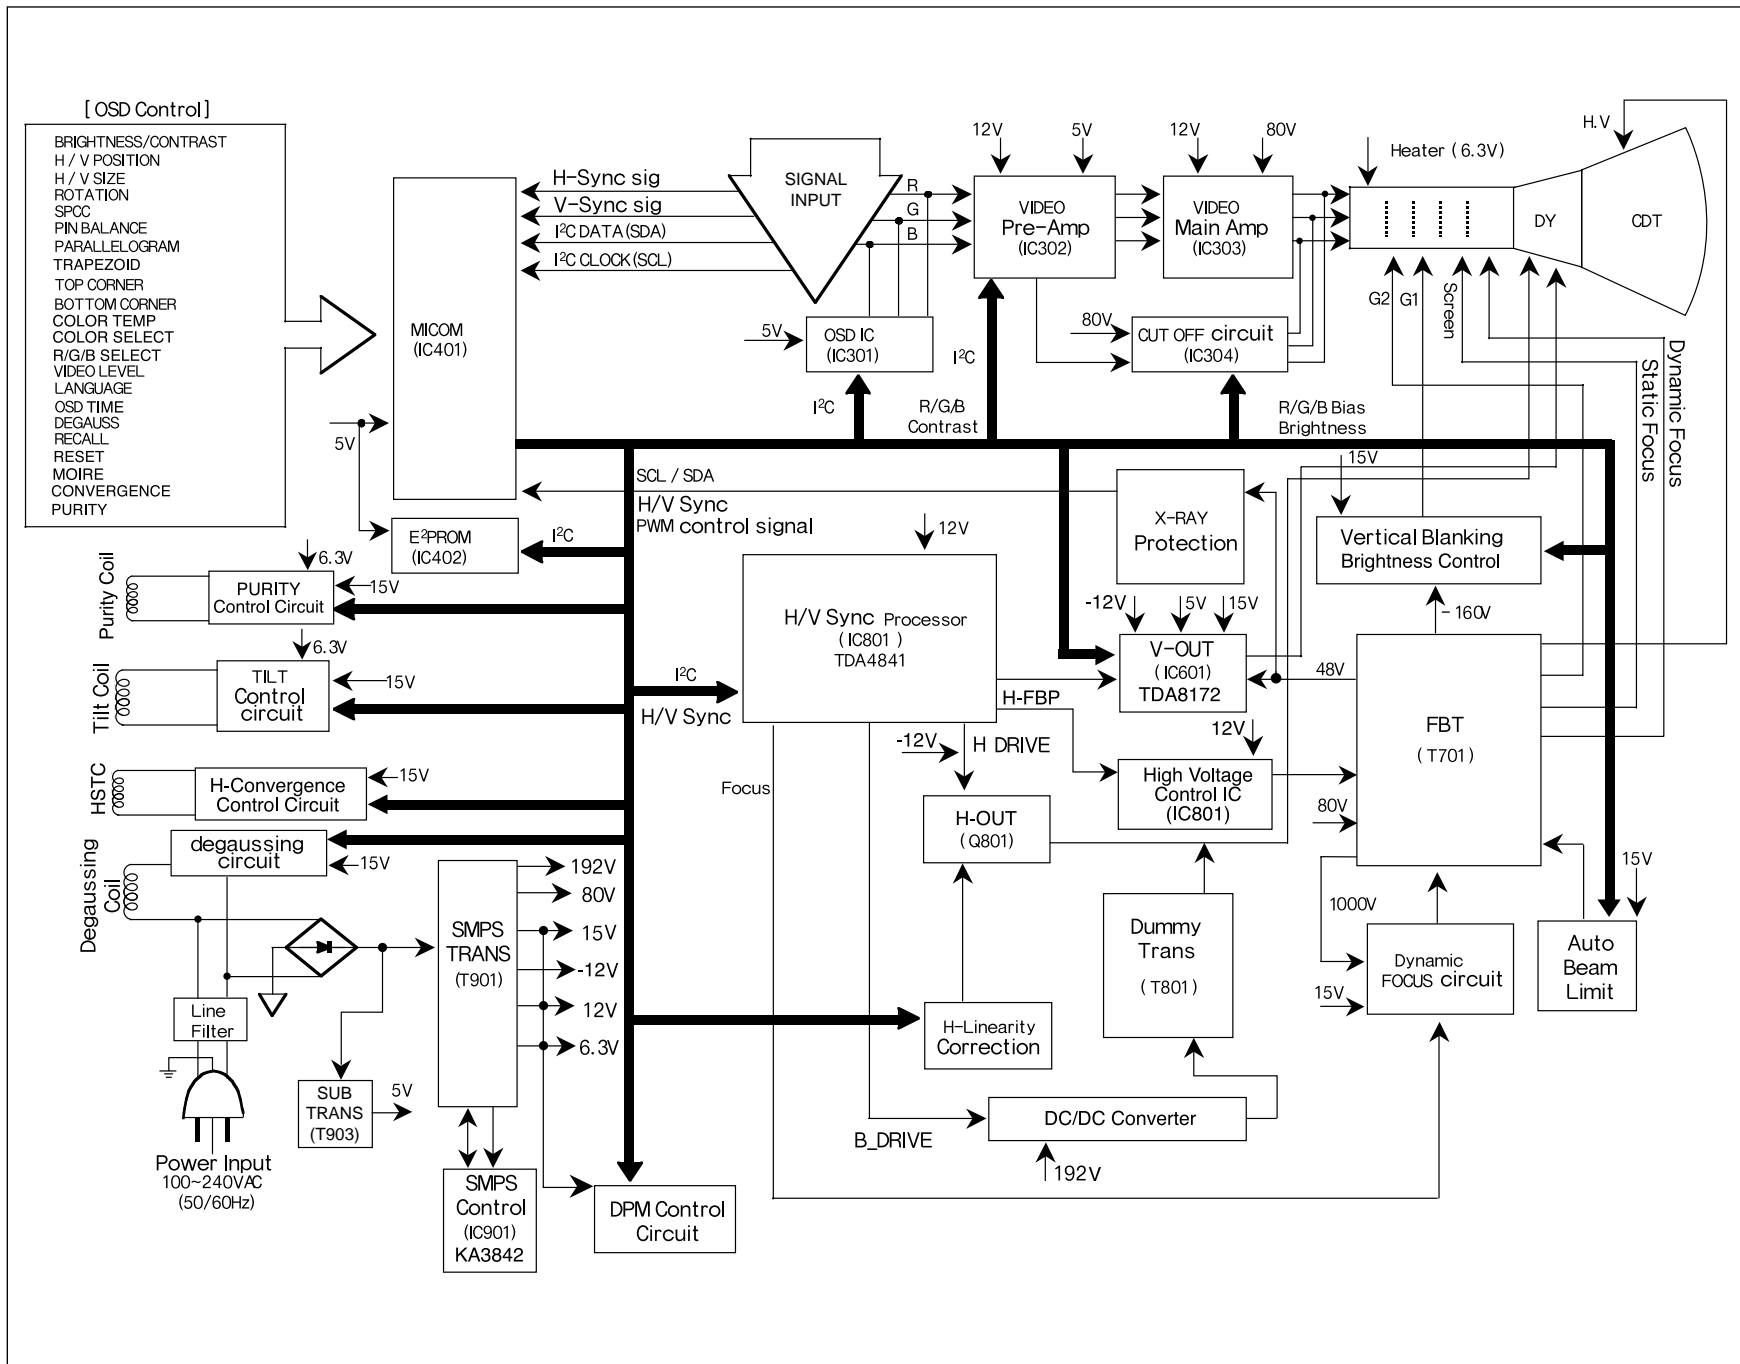 [ OSD Control ]
BRIGHTNESS/CONTRAST
H / V POSITION
H / V SIZE
ROTATION
SPCC
PIN BALANCE
PARALLELOGRAM
TRAPEZOID
TOP CORNER
BOTTOM CORNER
COLOR TEMP
COLOR SELECT
R/G/B SELECT
VIDEO LEVEL
LANGUAGE
OSD TIME
DEGAUSS
RECALL
RESET
MOIRE
CONVERGENCE
PURITY
MICOM
(IC401)
5V
E²PROM
(IC402)
I²C
H-Sync sig
V-Sync sig
I²C DATA (SDA)
I²C CLOCK (SCL)
SIGNAL
INPUT
R
G
B
5V
OSD IC
(IC301)
I²C
12V
5V
VIDEO
Pre-Amp
(IC302)
I²C
R/G/B
Contrast
12V
80V
VIDEO
Main Amp
(IC303)
80V
CUT OFF circuit
(IC304)
R/G/B Bias
Brightness
Heater ( 6.3V )
H.V
DY
CDT
G2
G1
Screen
Dynamic Focus
Static Focus
SCL / SDA
H/V Sync
PWM control signal
X-RAY
Protection
15V
Vertical Blanking
Brightness Control
- 160V
12V
H/V Sync Processor
( IC801 )
TDA4841
I²C
H/V Sync
-12V
5V
15V
V-OUT
(IC601)
TDA8172
48V
H-FBP
FBT
( T701 )
12V
High Voltage
Control IC
(IC801)
80V
-12V
H DRIVE
H-OUT
( Q801 )
Focus
Purity Coil
6.3V
15V
PURITY
Control Circuit
Tilt Coil
6.3V
15V
TILT
Control
circuit
HSTC
15V
H-Convergence
Control Circuit
Degaussing
Coil
degaussing
circuit
15V
SMPS
TRANS
(T901)
192V
80V
15V
-12V
12V
6.3V
Line
Filter
SUB
TRANS
(T903)
5V
Power Input
100~240VAC
(50/60Hz)
SMPS
Control
(IC901)
KA3842
DPM Control
Circuit
H-Linearity
Correction
Dummy
Trans
( T801 )
DC/DC Converter
B_DRIVE
192V
1000V
15V
Dynamic
FOCUS circuit
15V
Auto
Beam
Limit